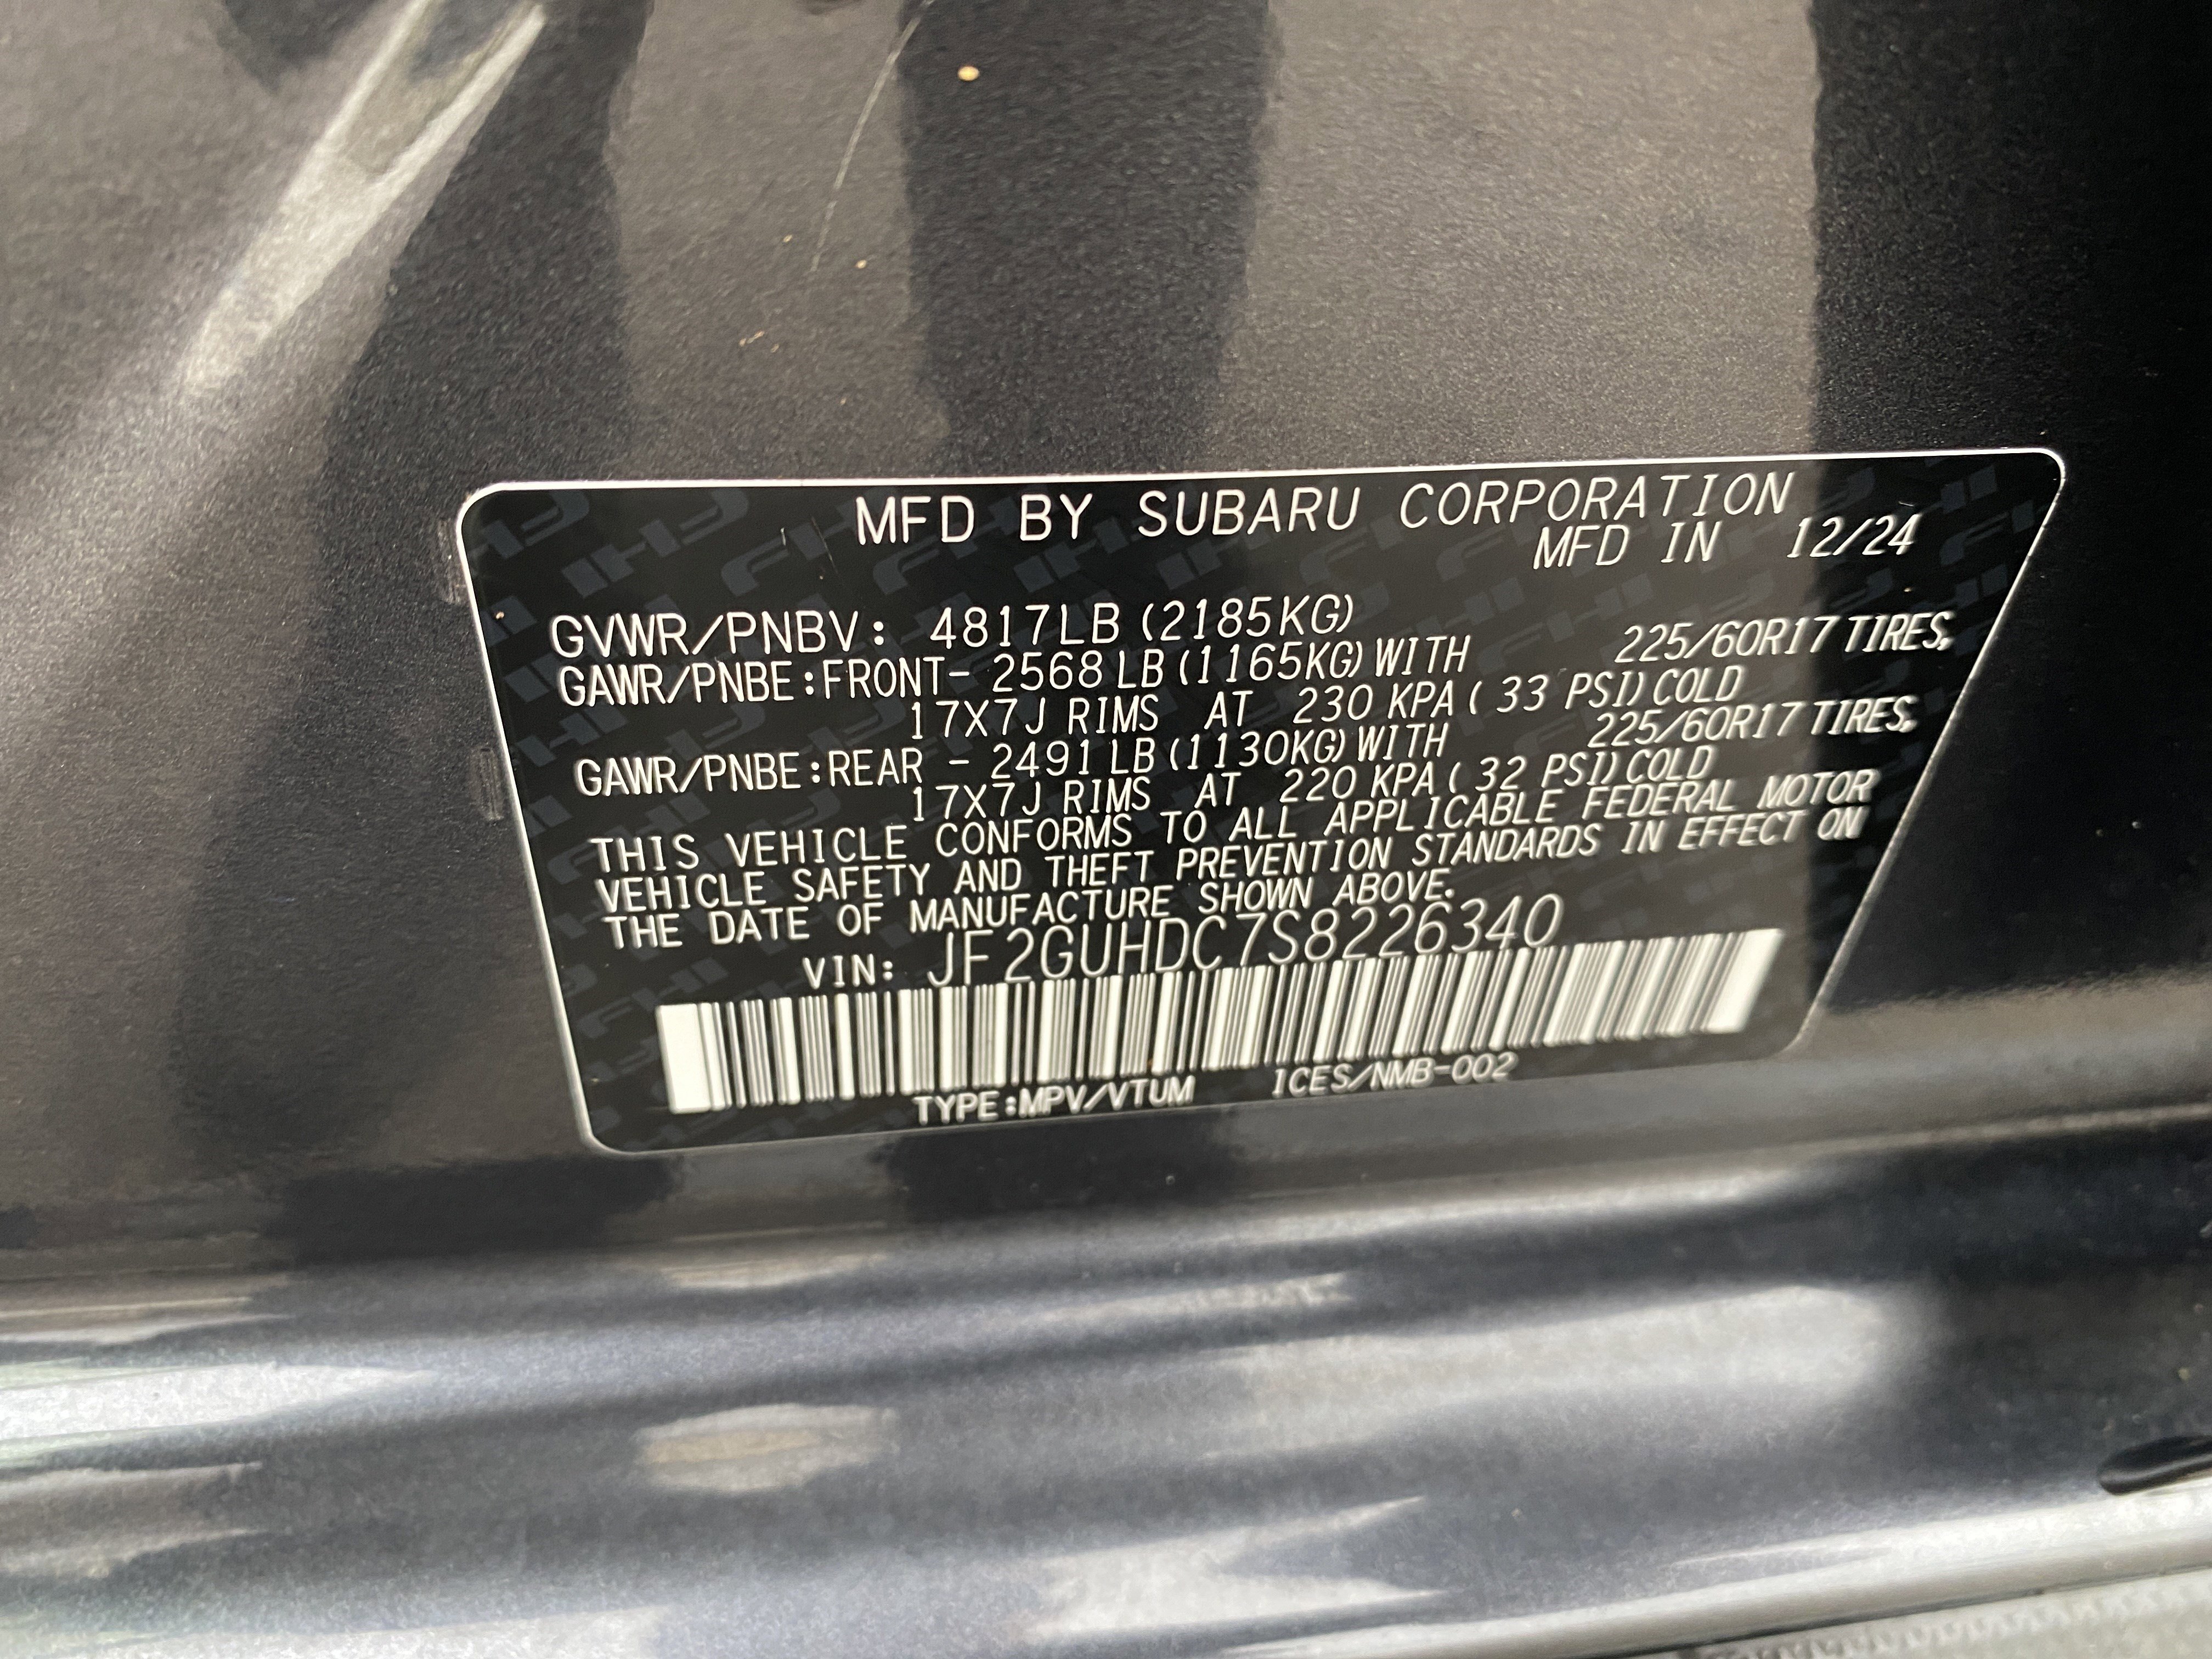 MFD BY SUBARU CORPORATION
MFD IN 12/24
GVWR/PNBV: 4817LB (2185KG)
GAWR/PNBE:FRONT- 2568 LB (1165KG) WITH 225/60R17 TIRES,
17X7J RIMS AT 230 KPA ( 33 PSI) COLD
GAWR/PNBE:REAR - 2491 LB (1130KG) WITH 225/60R17 TIRES,
17X7J RIMS AT 220 KPA ( 32 PSI) COLD
THIS VEHICLE CONFORMS TO ALL APPLICABLE FEDERAL MOTOR
VEHICLE SAFETY AND THEFT PREVENTION STANDARDS IN EFFECT ON
THE DATE OF MANUFACTURE SHOWN ABOVE.
VIN: JF2GUHDC7S8226340
TYPE:MPV/VTUM ICES/NMB-002